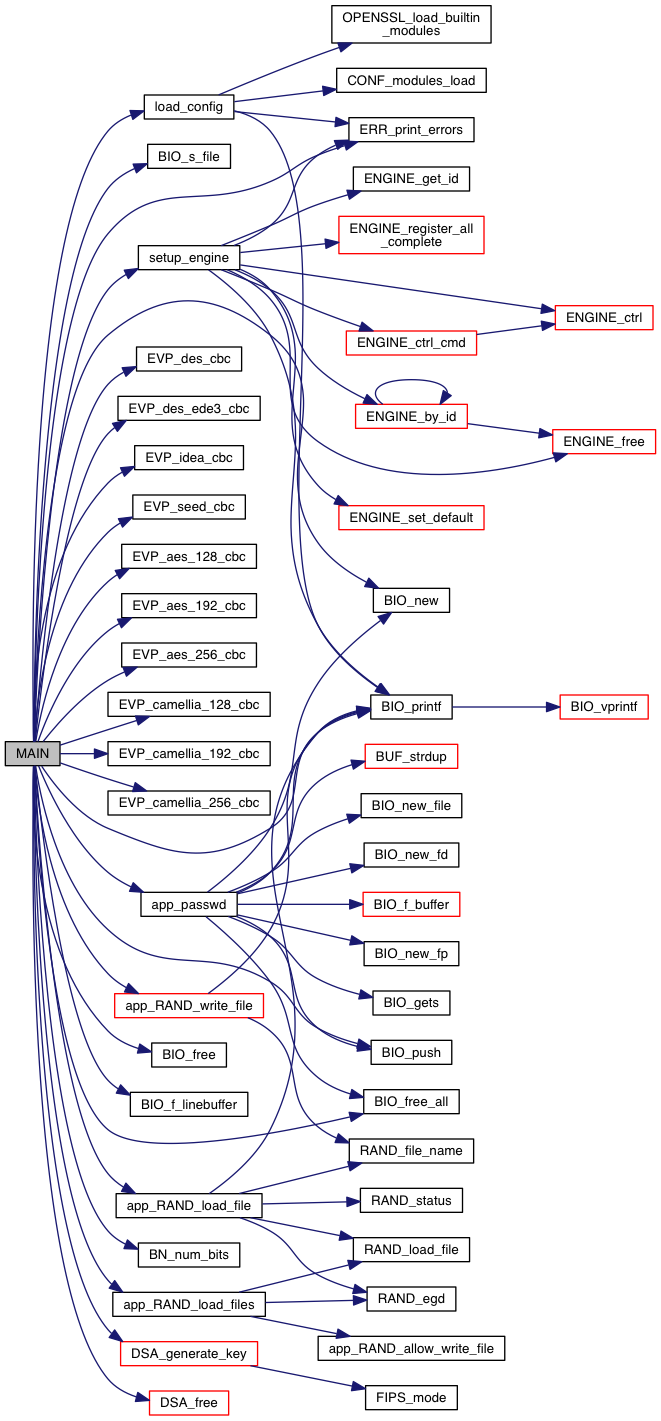 OPENSSL_load_builtin
_modules
load_config
CONF_modules_load
ERR_print_errors
BIO_s_file
ENGINE_get_id
ENGINE_register_all
_complete
setup_engine
ENGINE_ctrl
ENGINE_ctrl_cmd
EVP_des_cbc
EVP_des_ede3_cbc
ENGINE_by_id
ENGINE_free
EVP_idea_cbc
EVP_seed_cbc
ENGINE_set_default
EVP_aes_128_cbc
EVP_aes_192_cbc
BIO_new
EVP_aes_256_cbc
EVP_camellia_128_cbc
BIO_printf
BIO_vprintf
MAIN
EVP_camellia_192_cbc
BUF_strdup
EVP_camellia_256_cbc
BIO_new_file
BIO_new_fd
app_passwd
BIO_f_buffer
BIO_new_fp
app_RAND_write_file
BIO_gets
BIO_free
BIO_push
BIO_f_linebuffer
BIO_free_all
RAND_file_name
app_RAND_load_file
RAND_status
BN_num_bits
RAND_load_file
app_RAND_load_files
RAND_egd
DSA_generate_key
app_RAND_allow_write_file
DSA_free
FIPS_mode